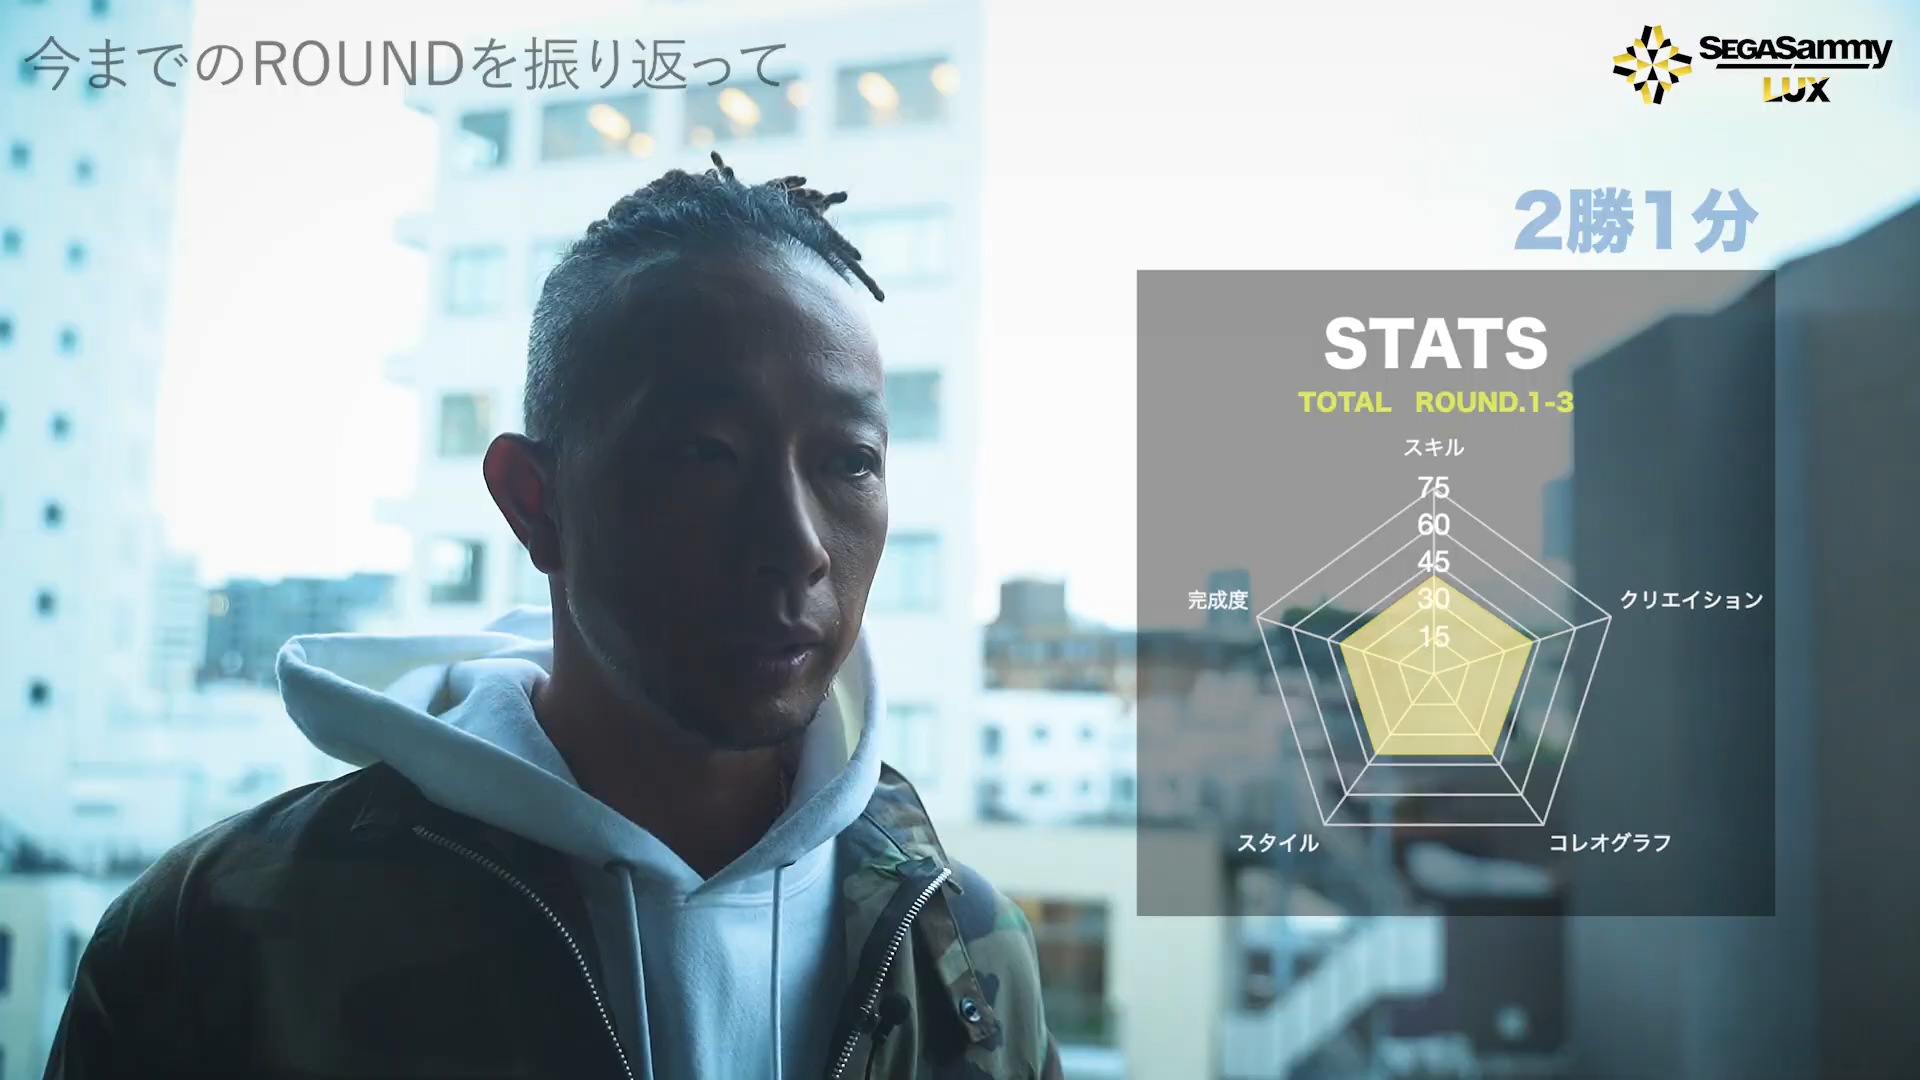 今までのROUNDを振り返って
SEGASammy
LUX
2勝1分
STATS
TOTAL ROUND.1-3
スキル
75
60
45
30
15
完成度
クリエイション
スタイル
コレオグラフ